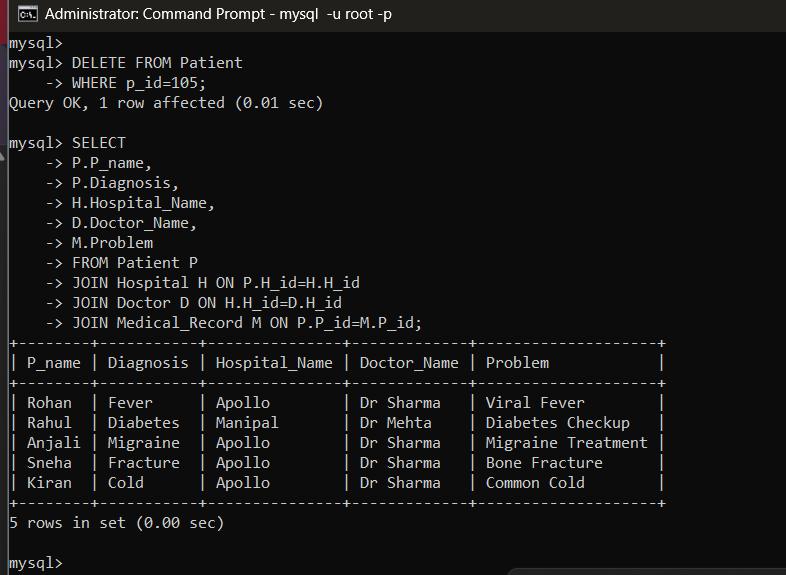 Administrator: Command Prompt - mysql  -u root -p
mysql>
mysql> DELETE FROM Patient
    -> WHERE p_id=105;
Query OK, 1 row affected (0.01 sec)

mysql> SELECT
    -> P.P_name,
    -> P.Diagnosis,
    -> H.Hospital_Name,
    -> D.Doctor_Name,
    -> M.Problem
    -> FROM Patient P
    -> JOIN Hospital H ON P.H_id=H.H_id
    -> JOIN Doctor D ON H.H_id=D.H_id
    -> JOIN Medical_Record M ON P.P_id=M.P_id;
+--------+-----------+---------------+-------------+--------------------+
| P_name | Diagnosis | Hospital_Name | Doctor_Name | Problem            |
+--------+-----------+---------------+-------------+--------------------+
| Rohan  | Fever     | Apollo        | Dr Sharma   | Viral Fever        |
| Rahul  | Diabetes  | Manipal       | Dr Mehta    | Diabetes Checkup   |
| Anjali | Migraine  | Apollo        | Dr Sharma   | Migraine Treatment |
| Sneha  | Fracture  | Apollo        | Dr Sharma   | Bone Fracture      |
| Kiran  | Cold      | Apollo        | Dr Sharma   | Common Cold        |
+--------+-----------+---------------+-------------+--------------------+
5 rows in set (0.00 sec)

mysql>